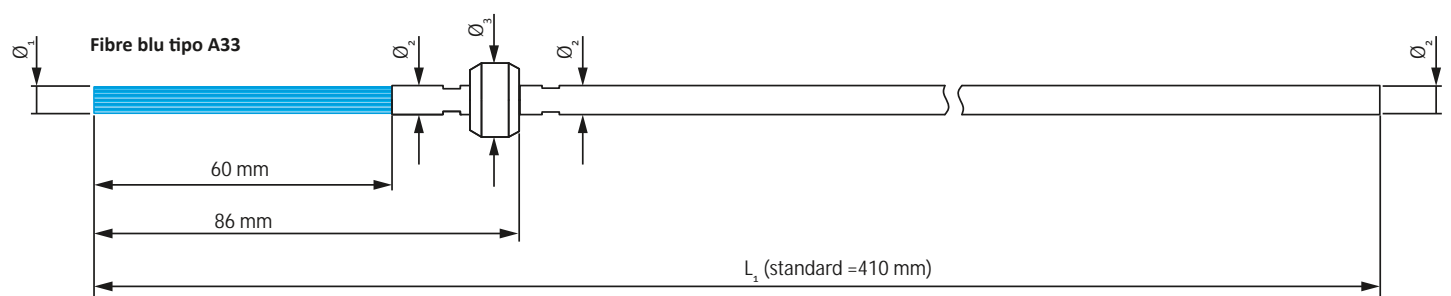 Fibre blu tipo A33
Ø₁
Ø₂
Ø₃
Ø₂
Ø₂
60 mm
86 mm
L₁ (standard =410 mm)